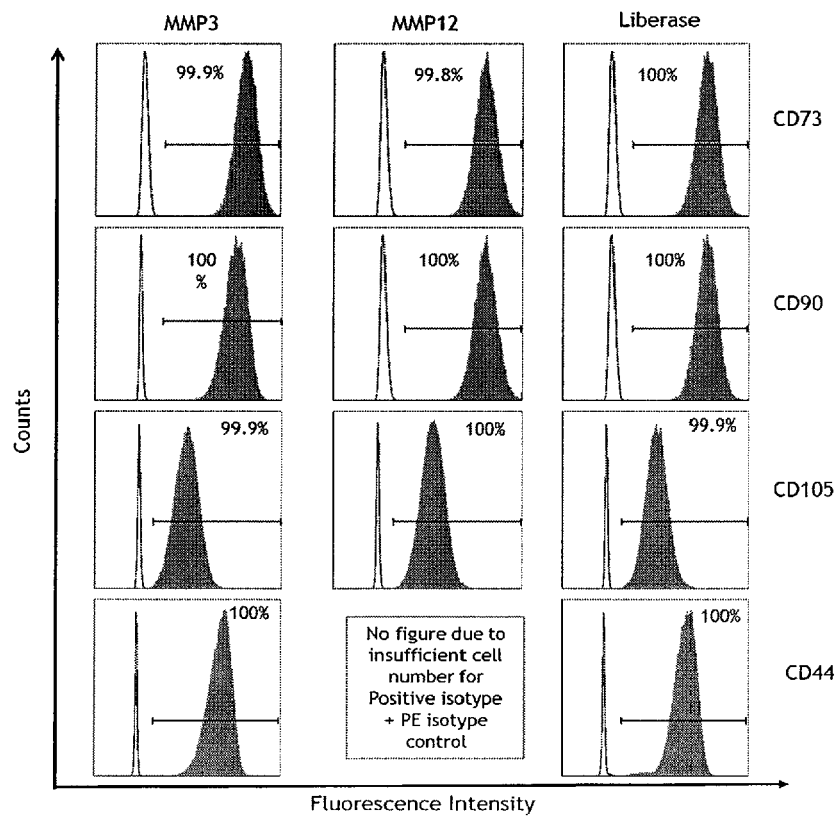 MMP3
MMP12
Liberase
99.9%
99.8%
100%
CD73
100
%
100%
100%
CD90
Counts
99.9%
100%
99.9%
CD105
100%
No figure due to
insufficient cell
number for
Positive isotype
+ PE isotype
control
100%
CD44
Fluorescence Intensity